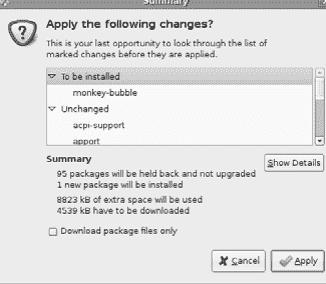 Summary
Apply the following changes?
This is your last opportunity to look through the list of
marked changes before they are applied.
To be installed
monkey-bubble
Unchanged
acpi-support
apport
Summary
Show Details
95 packages will be held back and not upgraded
1 new package will be installed
8823 kB of extra space will be used
4539 kB have to be downloaded
Download package files only
Cancel
Apply